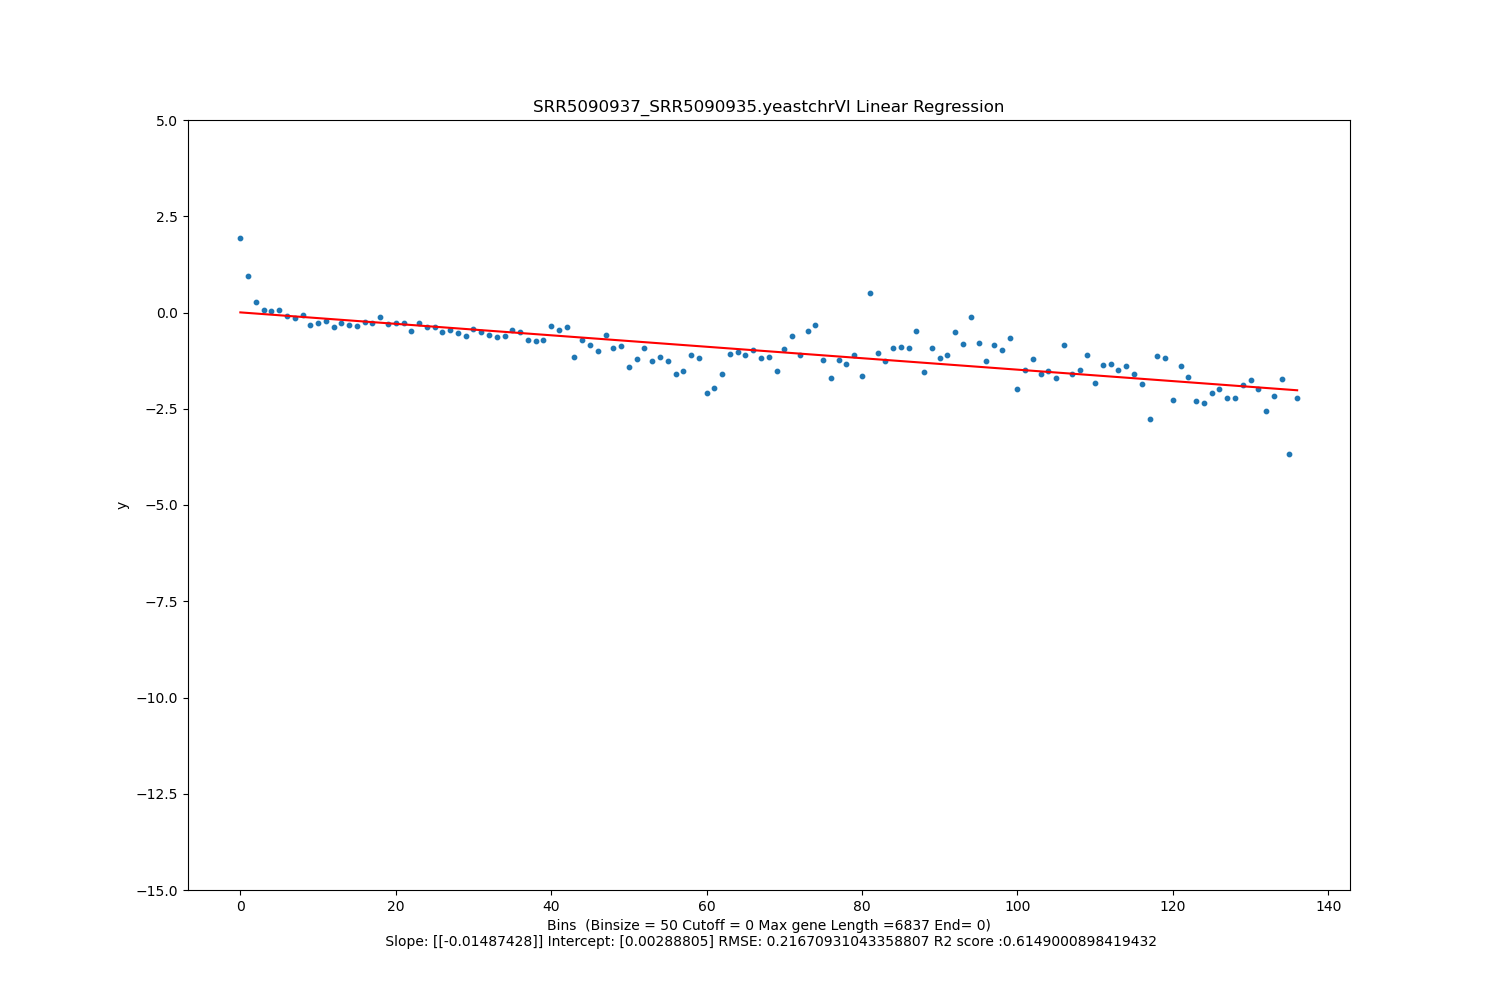 SRR5090937_SRR5090935.yeastchrVI Linear Regression
5.0
2.5
0.0
−2.5
−5.0
−7.5
−10.0
−12.5
−15.0
y
0 20 40 60 80 100 120 140
Bins  (Binsize = 50 Cutoff = 0 Max gene Length =6837 End= 0)
Slope: [[-0.01487428]] Intercept: [0.00288805] RMSE: 0.21670931043358807 R2 score :0.6149000898419432